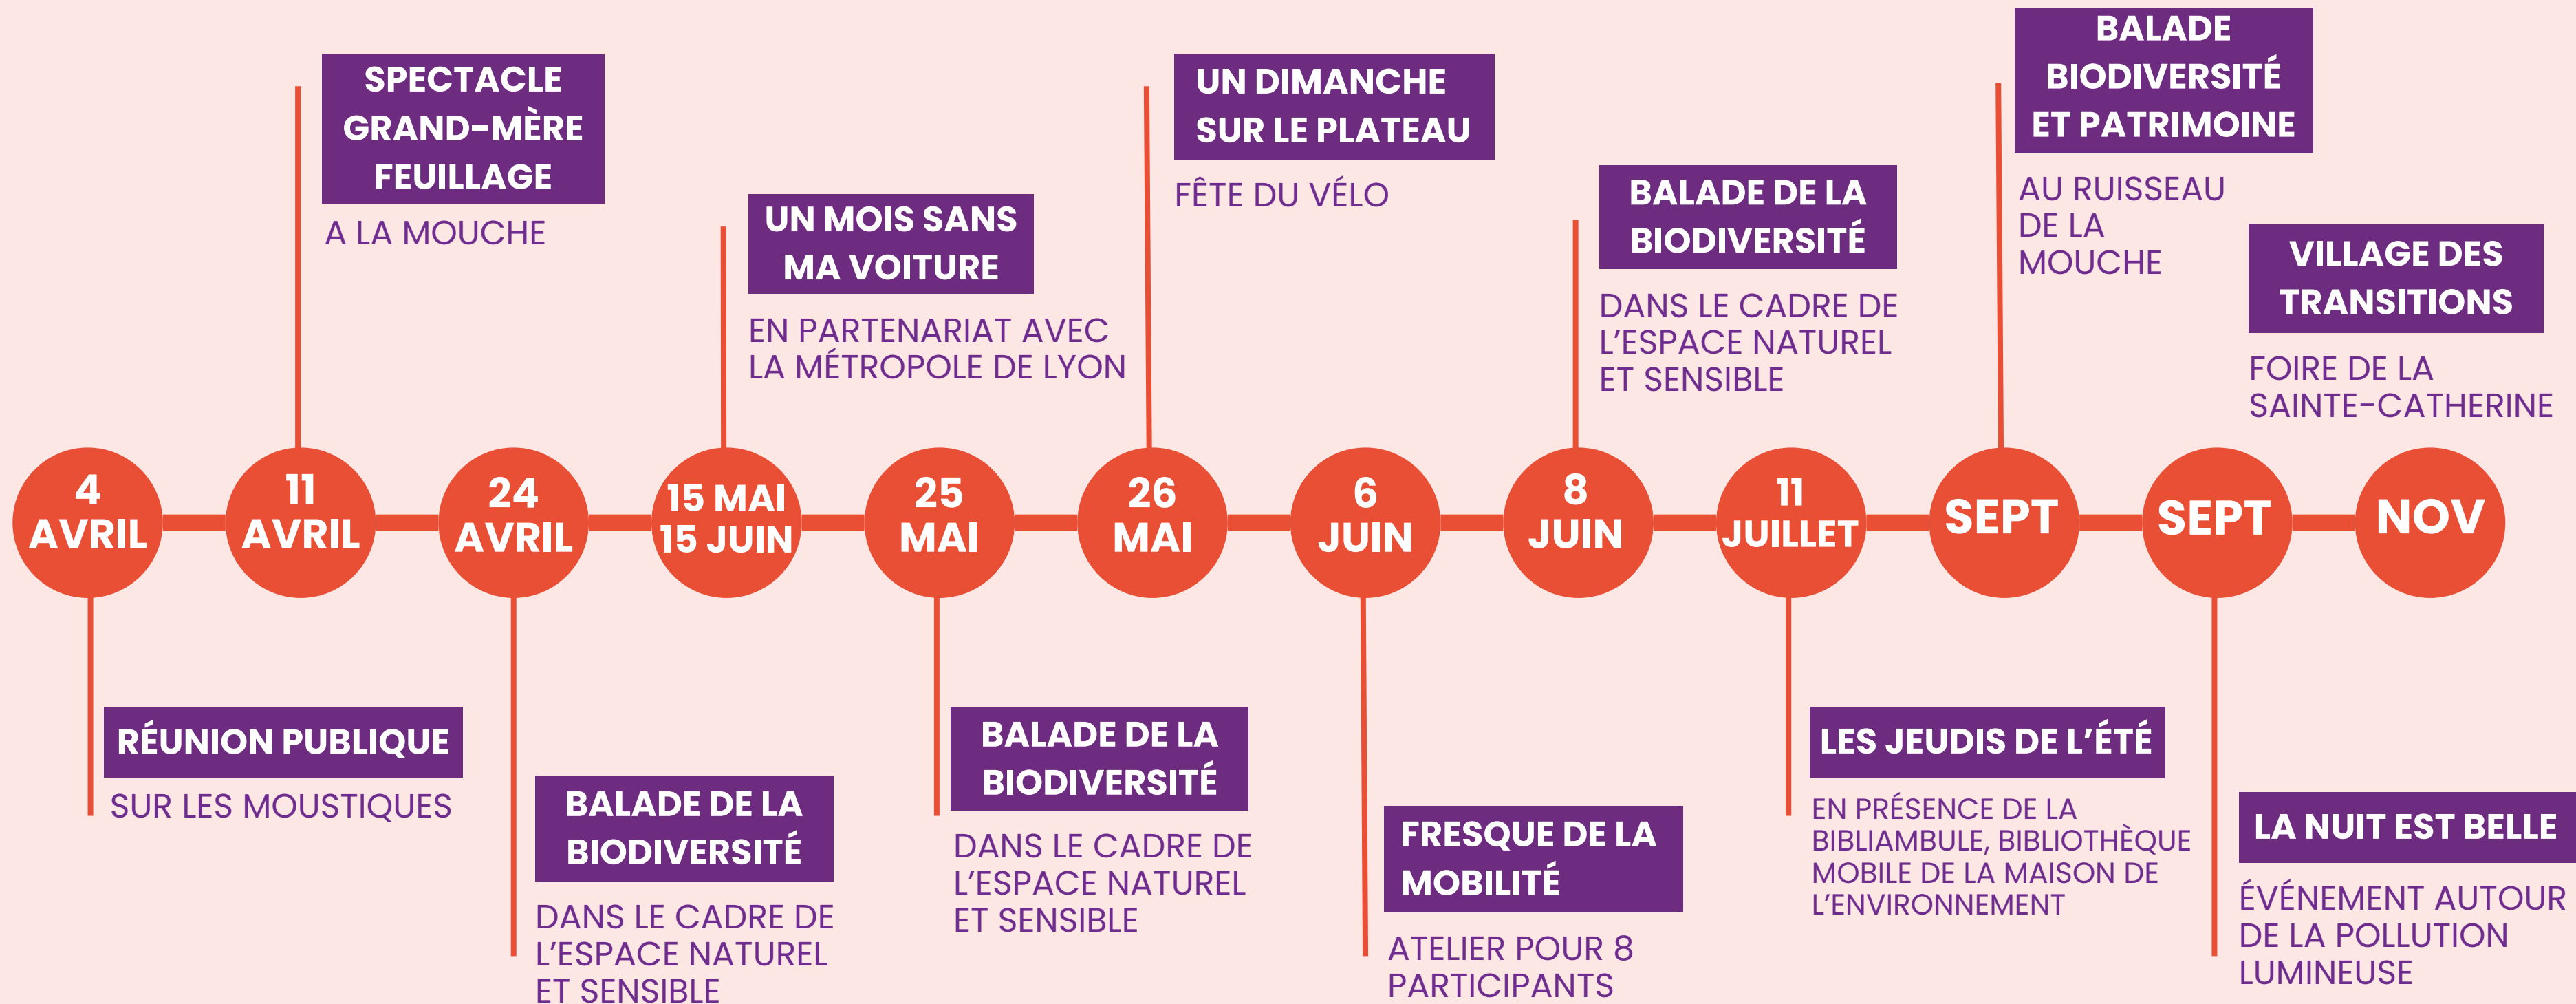 4
AVRIL
RÉUNION PUBLIQUE
SUR LES MOUSTIQUES
11
AVRIL
SPECTACLE
GRAND-MÈRE
FEUILLAGE
A LA MOUCHE
24
AVRIL
BALADE DE LA
BIODIVERSITÉ
DANS LE CADRE DE
L'ESPACE NATUREL
ET SENSIBLE
15 MAI
15 JUIN
UN MOIS SANS
MA VOITURE
EN PARTENARIAT AVEC
LA MÉTROPOLE DE LYON
25
MAI
BALADE DE LA
BIODIVERSITÉ
DANS LE CADRE DE
L'ESPACE NATUREL
ET SENSIBLE
26
MAI
UN DIMANCHE
SUR LE PLATEAU
FÊTE DU VÉLO
6
JUIN
FRESQUE DE LA
MOBILITÉ
ATELIER POUR 8
PARTICIPANTS
8
JUIN
BALADE DE LA
BIODIVERSITÉ
DANS LE CADRE DE
L'ESPACE NATUREL
ET SENSIBLE
11
JUILLET
LES JEUDIS DE L'ÉTÉ
EN PRÉSENCE DE LA
BIBLIAMBULE, BIBLIOTHÈQUE
MOBILE DE LA MAISON DE
L'ENVIRONNEMENT
SEPT
BALADE
BIODIVERSITÉ
ET PATRIMOINE
AU RUISSEAU
DE LA
MOUCHE
SEPT
LA NUIT EST BELLE
ÉVÉNEMENT AUTOUR
DE LA POLLUTION
LUMINEUSE
NOV
VILLAGE DES
TRANSITIONS
FOIRE DE LA
SAINTE-CATHERINE